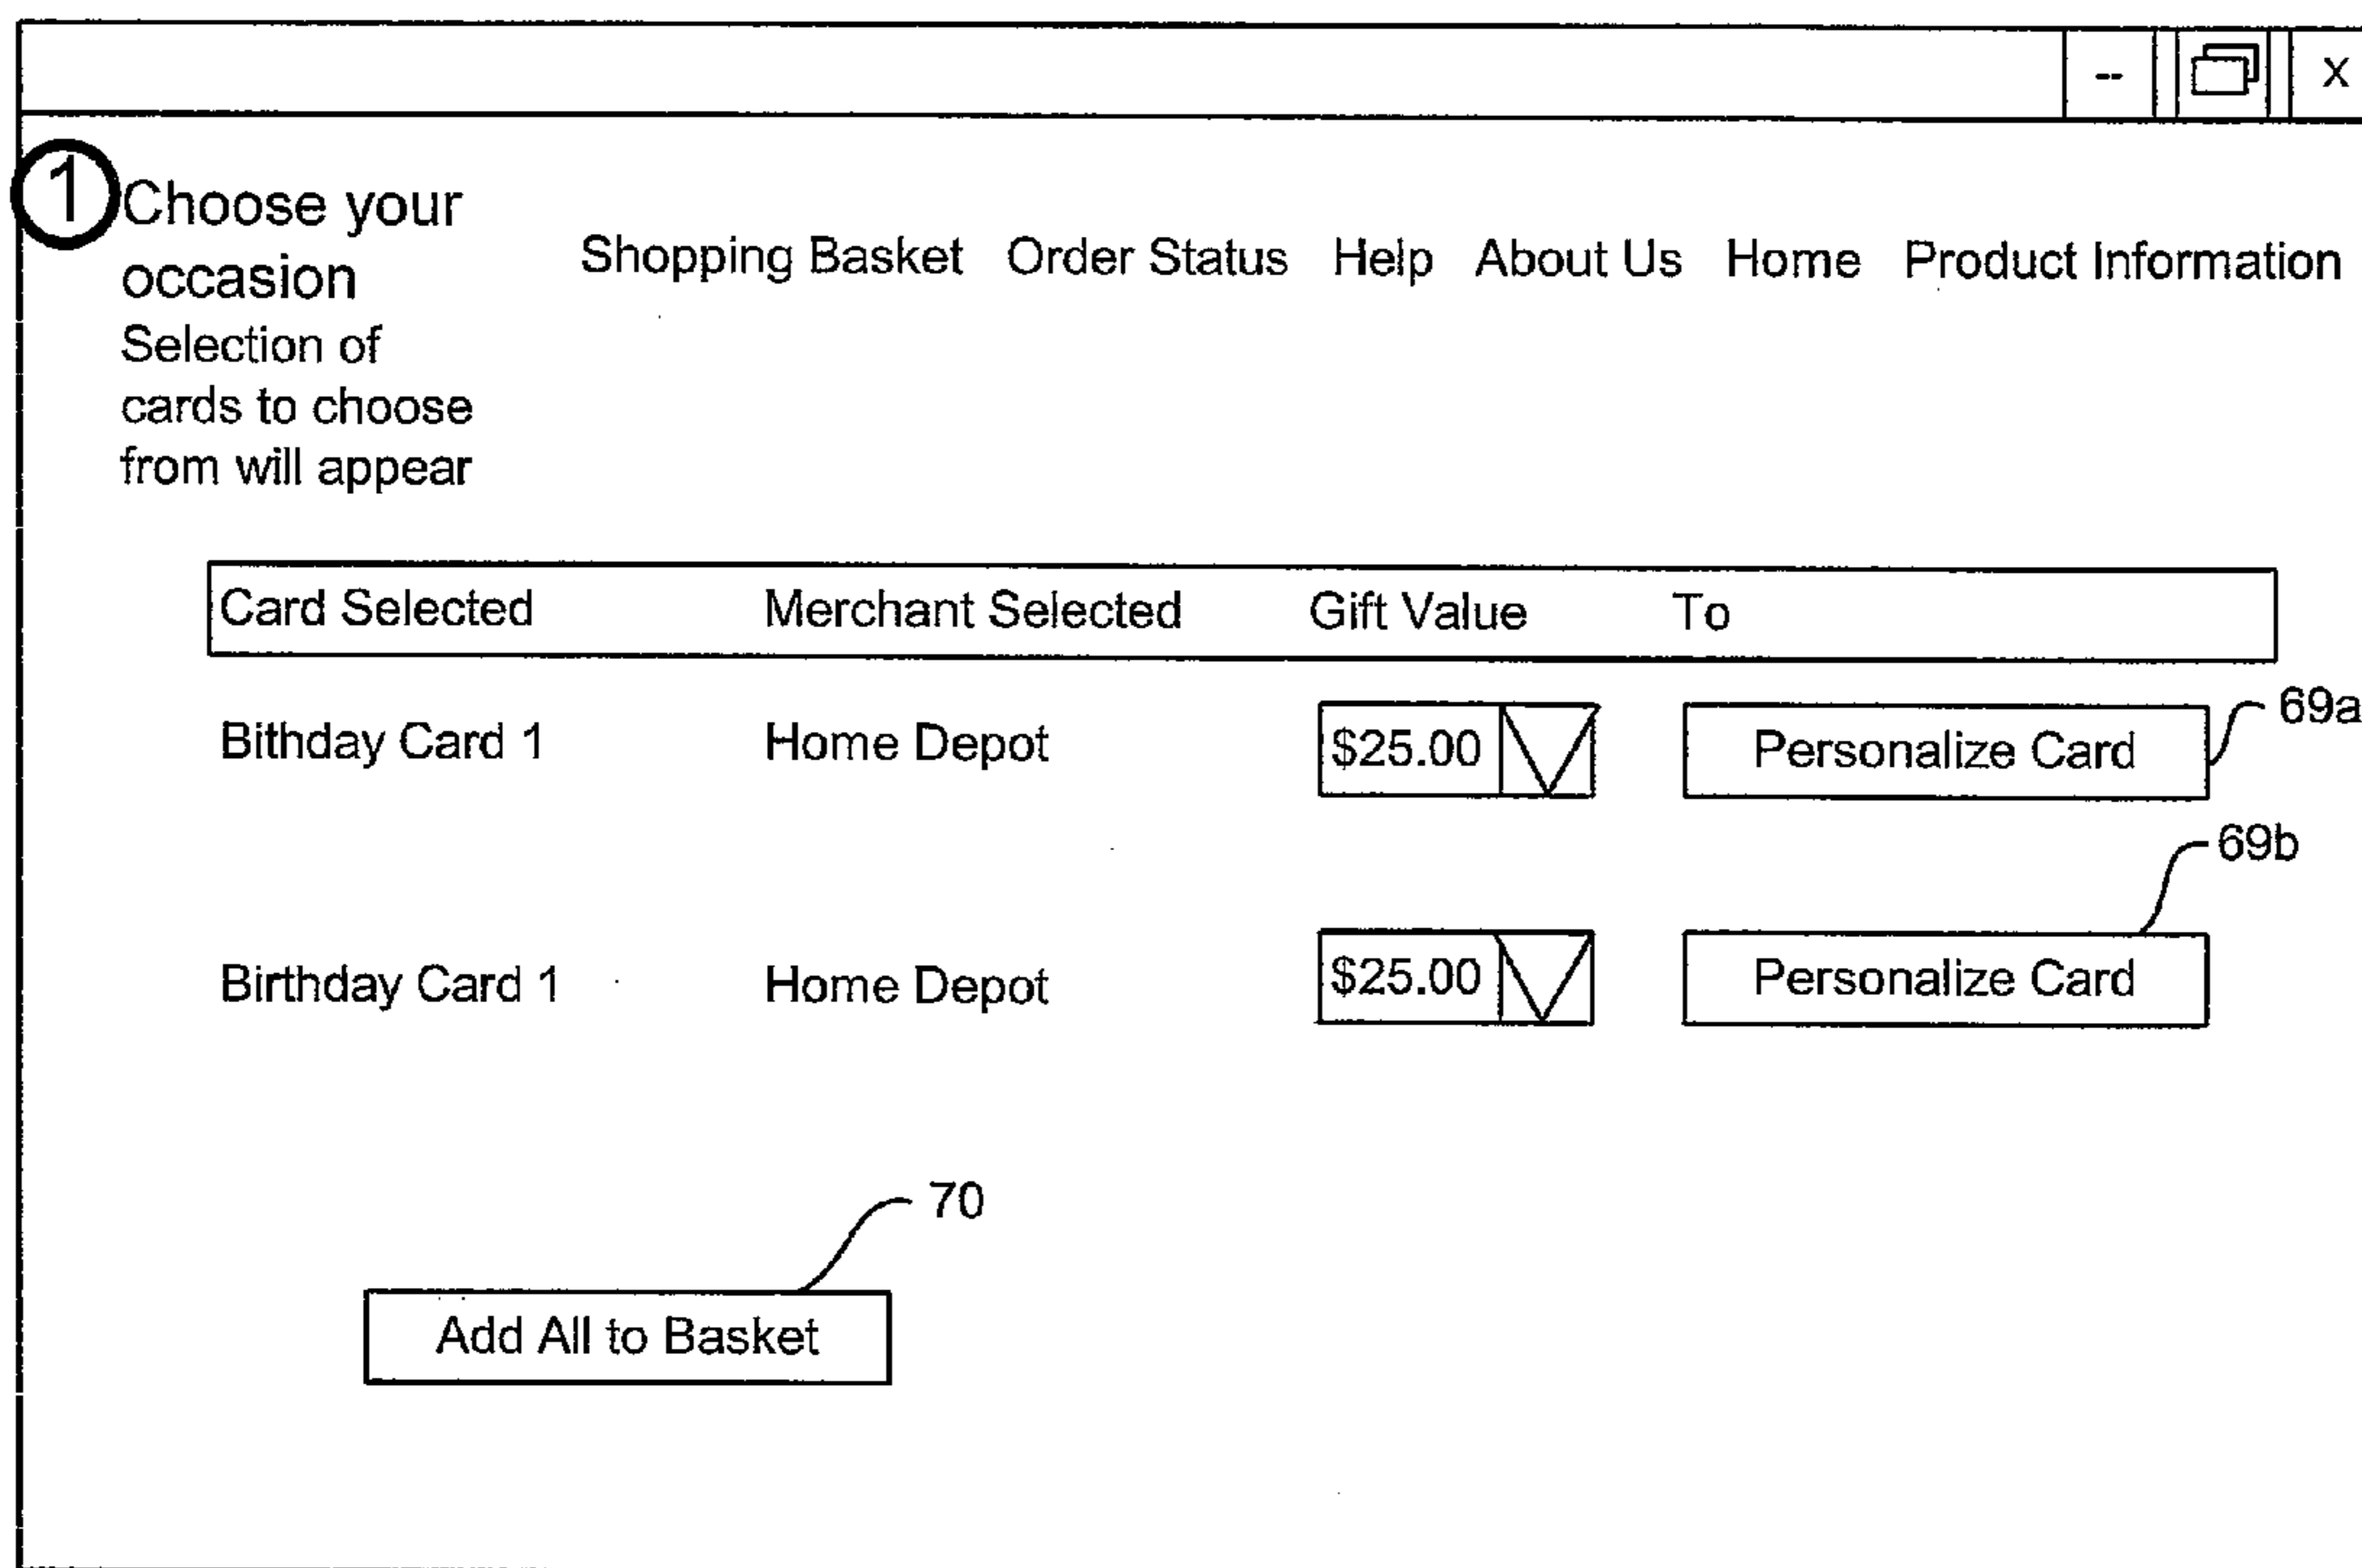 -- X
1 Choose your
occasion
Selection of
cards to choose
from will appear
Shopping Basket Order Status Help About Us Home Product Information
Card Selected Merchant Selected Gift Value To
Bithday Card 1 Home Depot $25.00 Personalize Card 69a
69b
Birthday Card 1 Home Depot $25.00 Personalize Card
70
Add All to Basket